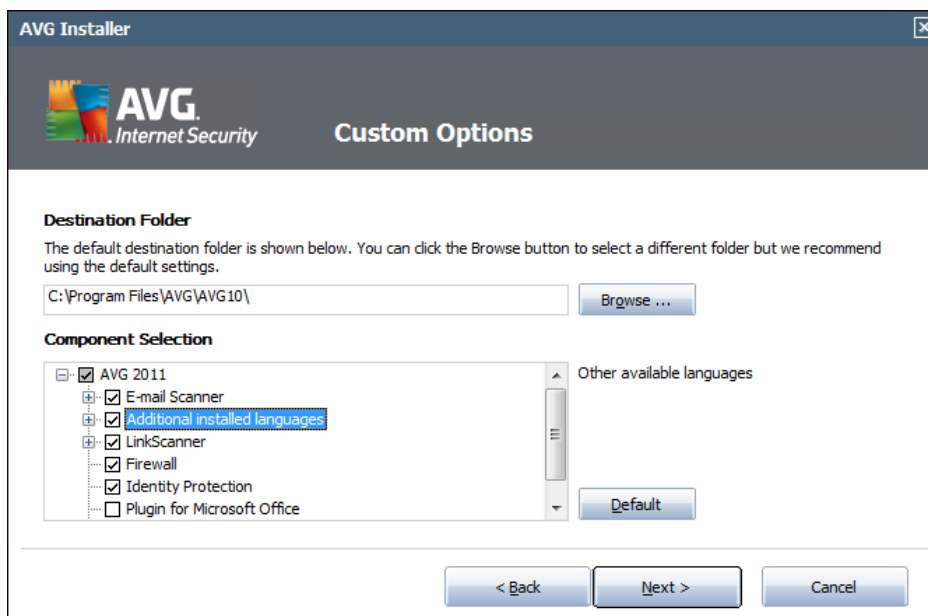 AVG Installer
AVG.
Internet Security
Custom Options
Destination Folder
The default destination folder is shown below. You can click the Browse button to select a different folder but we recommend
using the default settings.
C:\Program Files\AVG\AVG10\
Browse ...
Component Selection
AVG 2011
E-mail Scanner
Additional installed languages
LinkScanner
Firewall
Identity Protection
Plugin for Microsoft Office
Other available languages
Default
< Back
Next >
Cancel